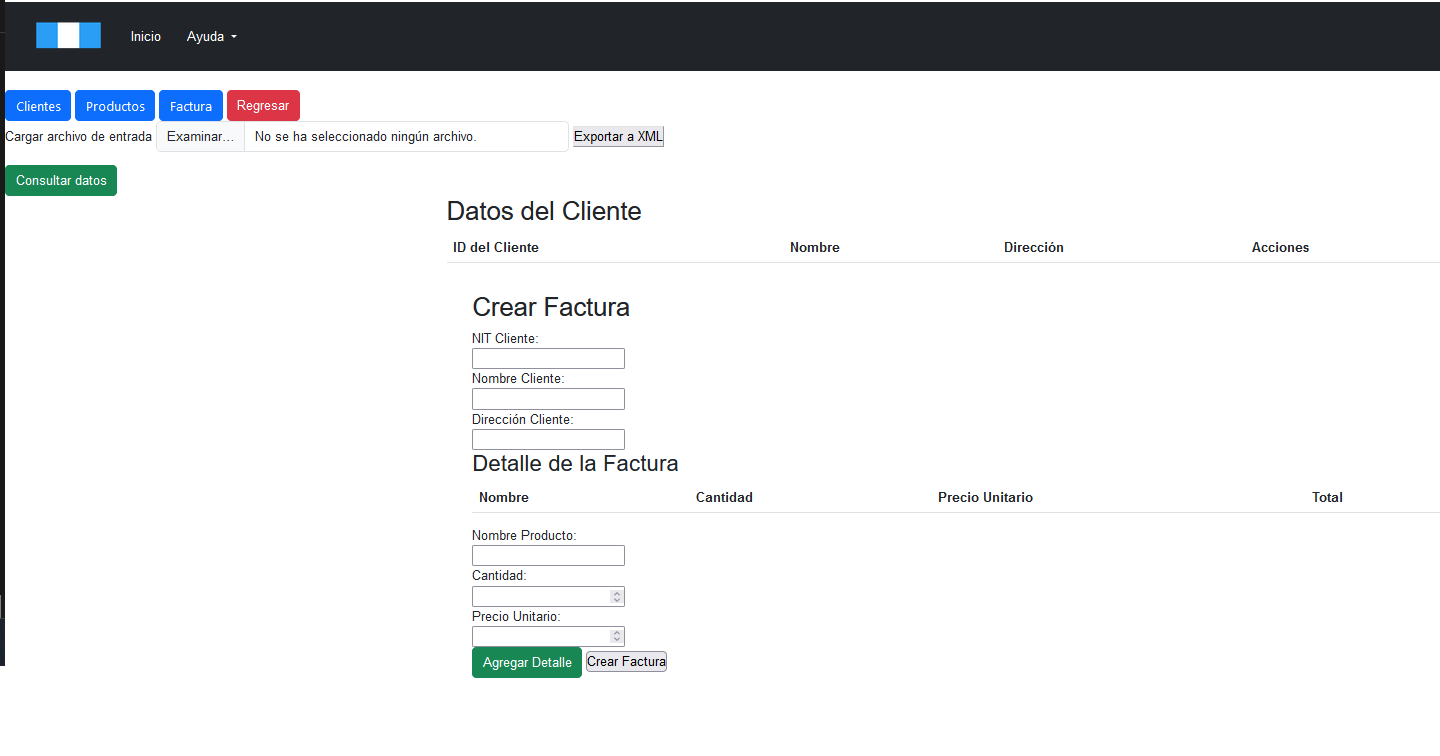 Inicio Ayuda
Clientes Productos Factura Regresar
Cargar archivo de entrada Examinar... No se ha seleccionado ningún archivo. Exportar a XML
Consultar datos
Datos del Cliente
ID del Cliente Nombre Dirección Acciones
Crear Factura
NIT Cliente:
Nombre Cliente:
Dirección Cliente:
Detalle de la Factura
Nombre Cantidad Precio Unitario Total
Nombre Producto:
Cantidad:
Precio Unitario:
Agregar Detalle Crear Factura